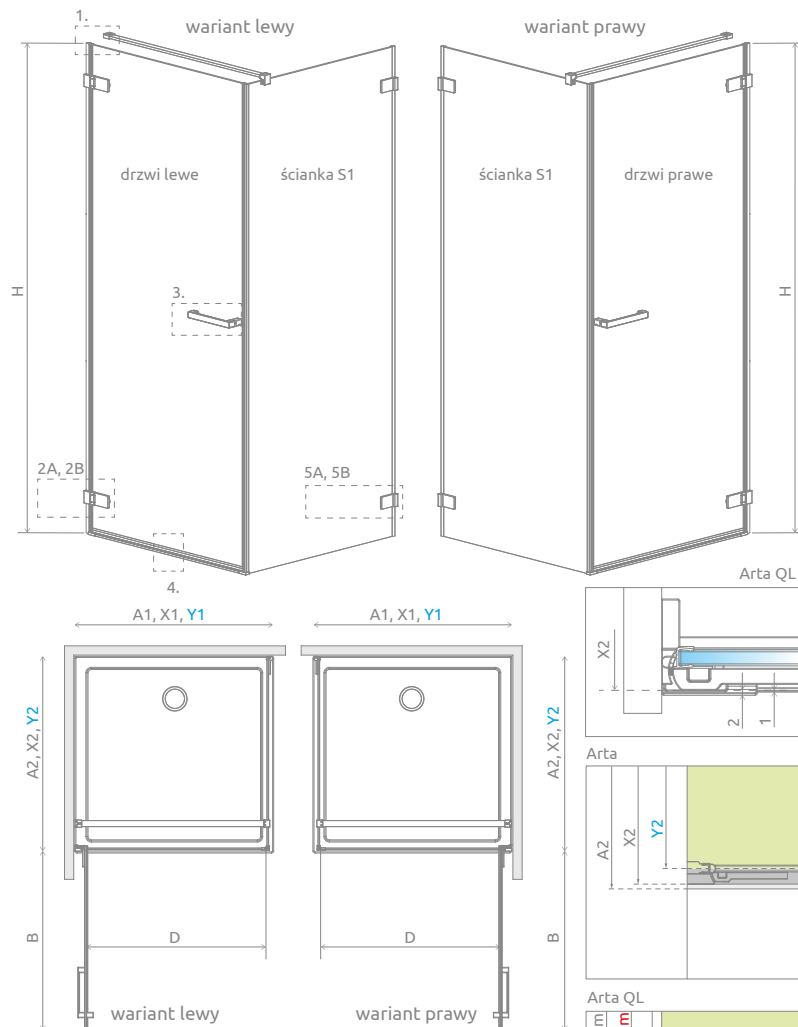 1.
wariant lewy
wariant prawy
drzwi lewe
ścianka S1
ścianka S1
drzwi prawe
H
H
3.
2A, 2B
5A, 5B
4.
Arta QL
A1, X1, Y1
A1, X1, Y1
X2
2
1
A2, X2, Y2
A2, X2, Y2
Arta
A2
X2
Y2
B
D
D
B
wariant lewy
wariant prawy
Arta QL
m
m